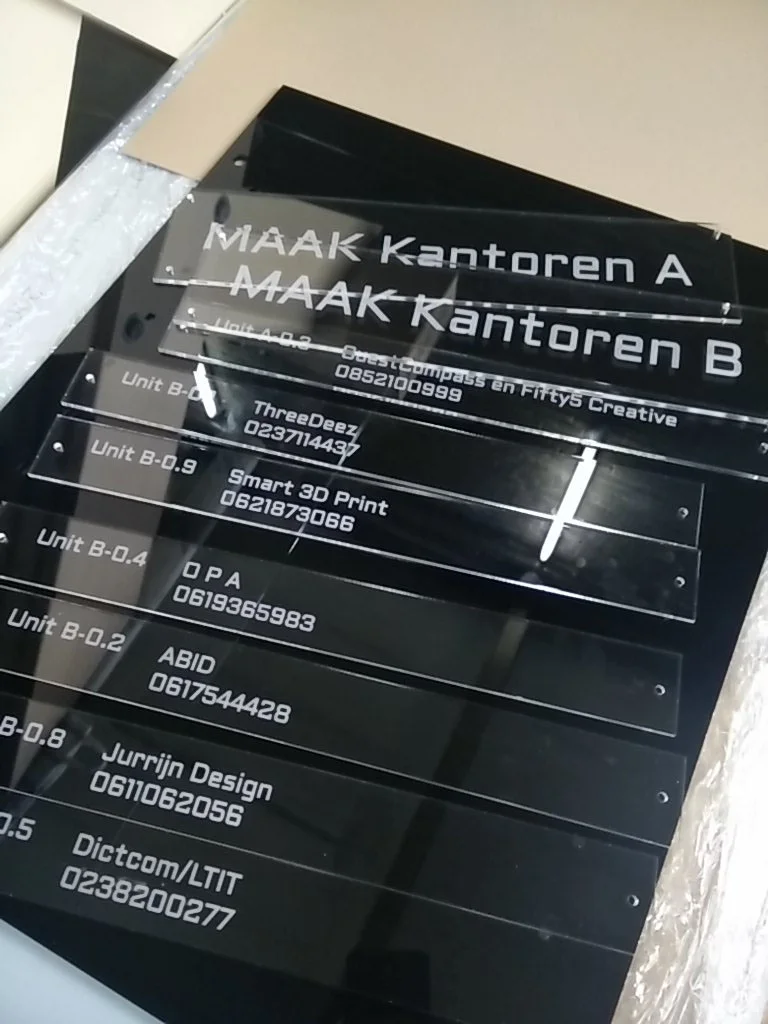 MAAK Kantoren A
MAAK Kantoren B
Unit A-0.3 GuestCompass en Fifty5 Creative
0852100999
Unit ThreeDeez
0237114437
Unit B-0.9 Smart 3D Print
0621873066
Unit B-0.4 O P A
0619365983
Unit B-0.2 ABID
0617544428
B-0.8 Jurrijn Design
0611062056
0.5 Dictcom/LTIT
0238200277